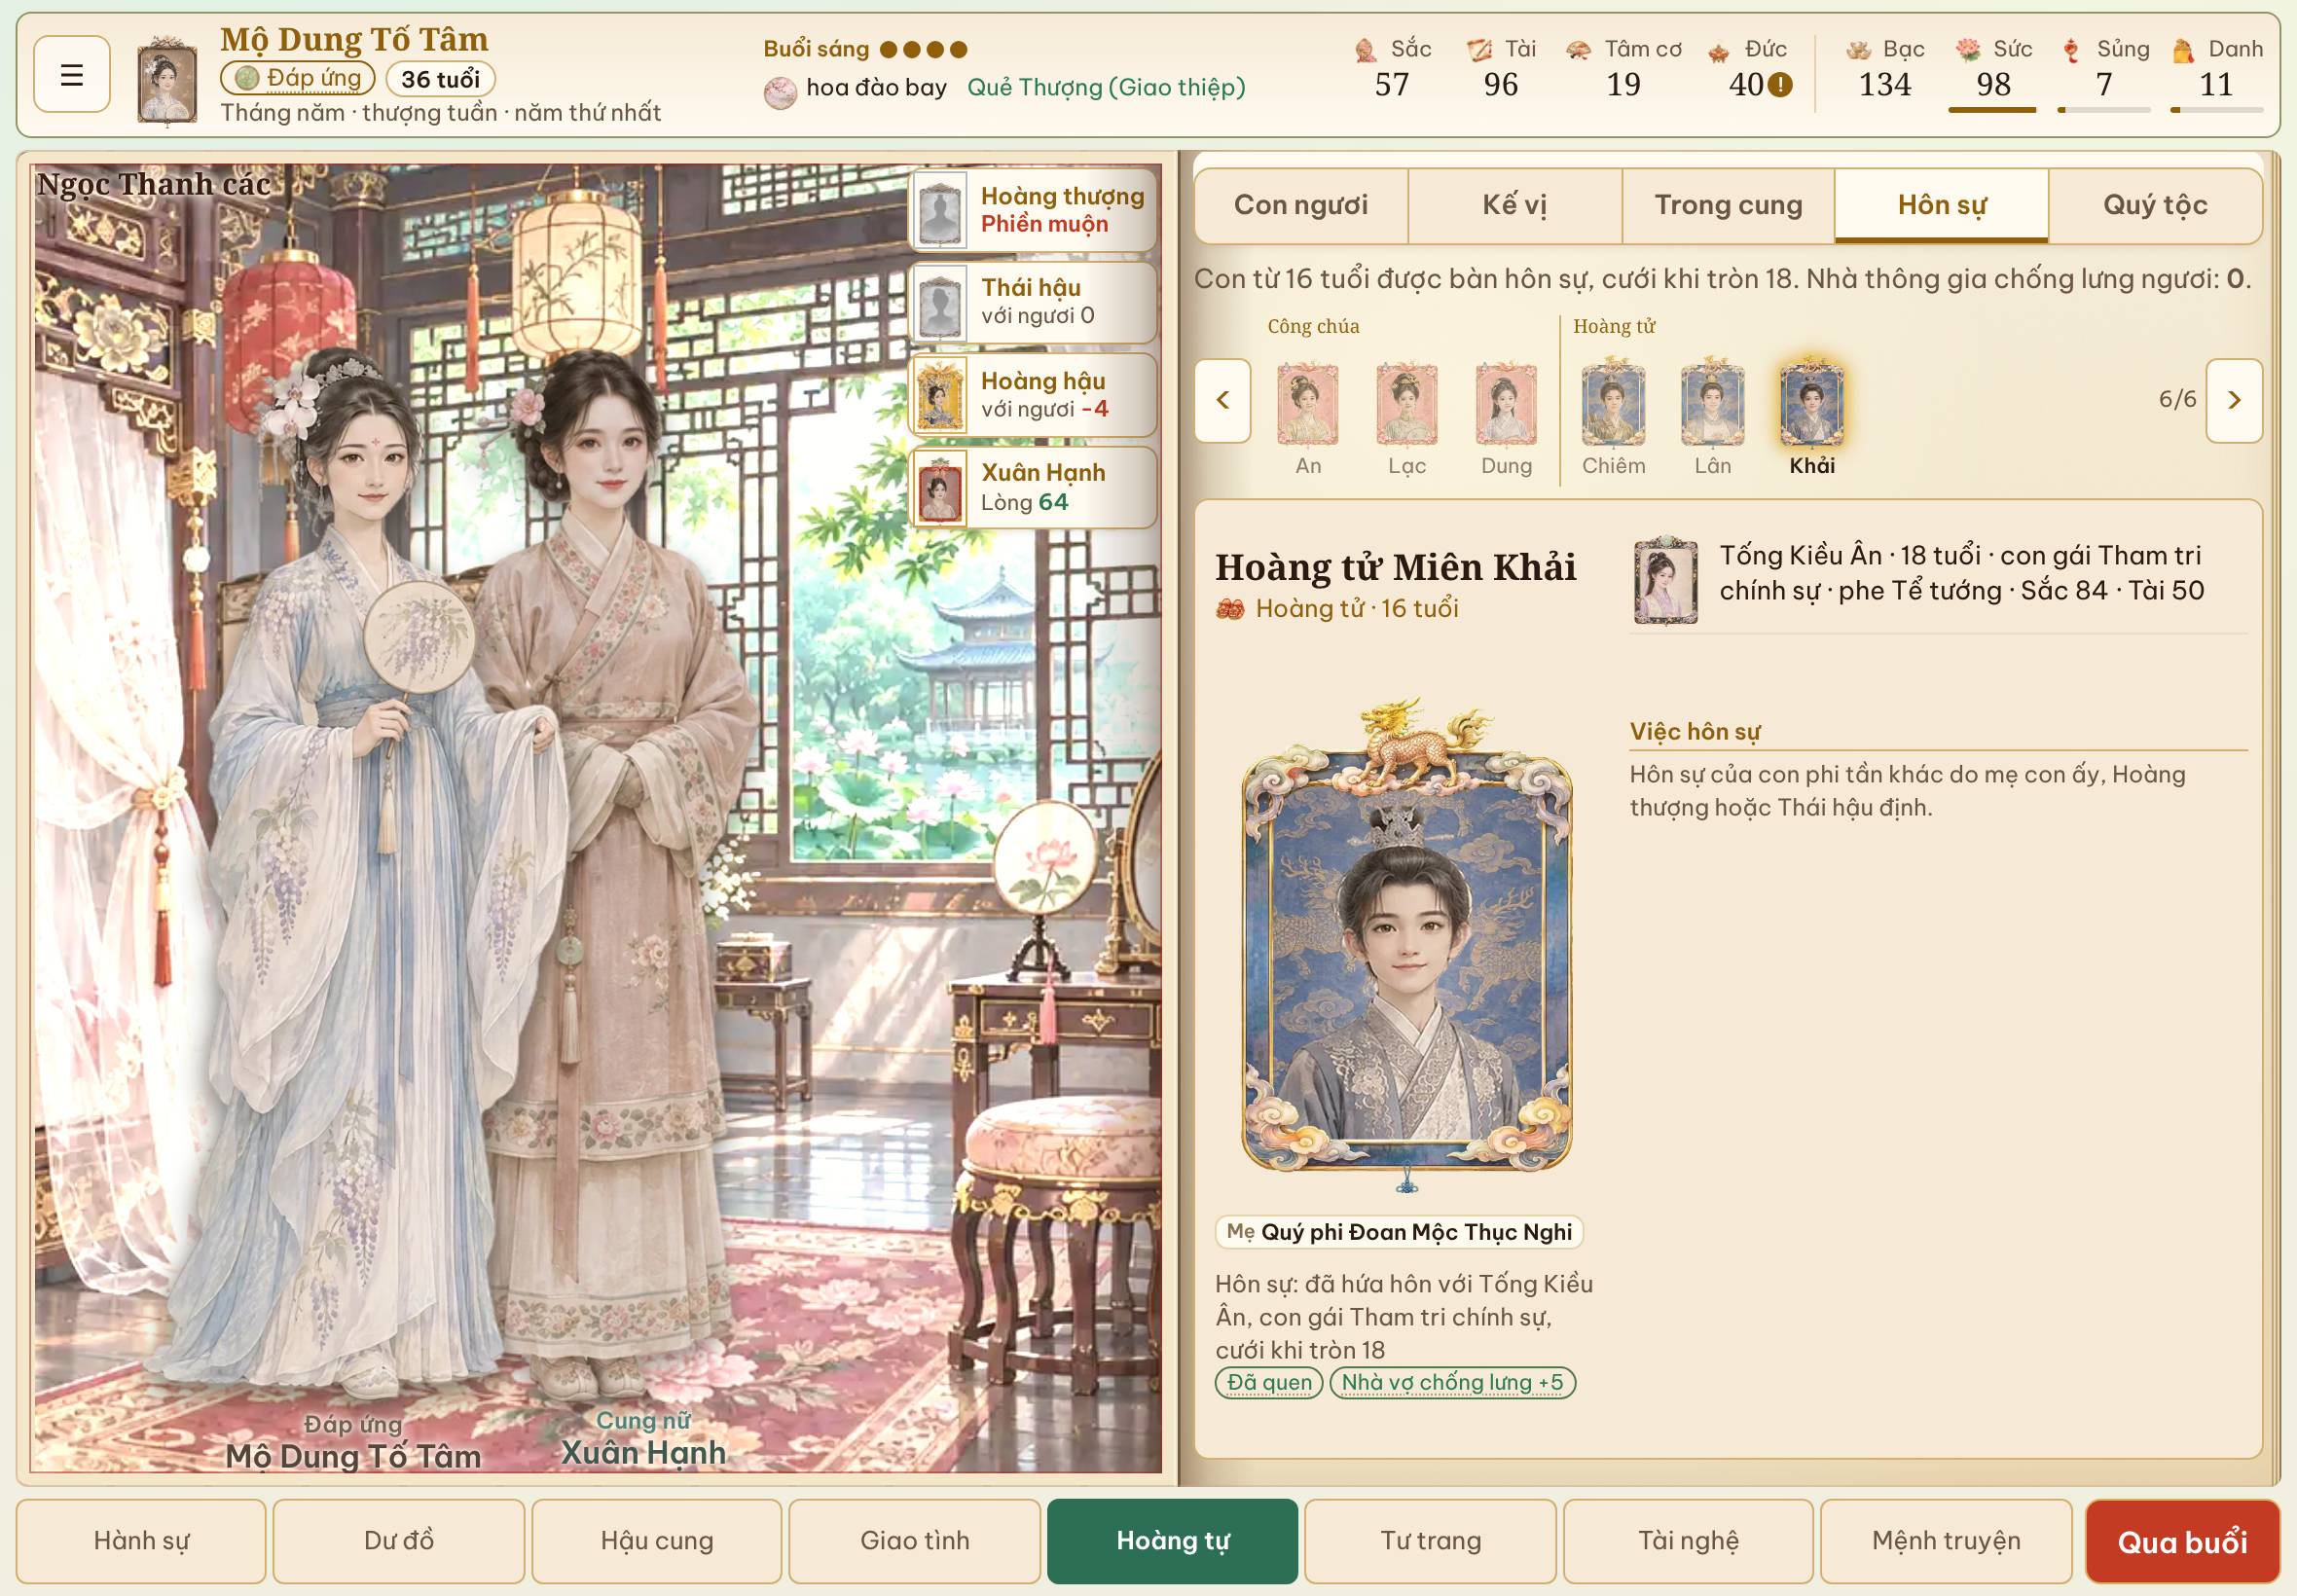 ☰
Mộ Dung Tố Tâm
Đáp ứng
36 tuổi
Tháng năm · thượng tuần · năm thứ nhất
Buổi sáng
hoa đào bay
Quẻ Thượng (Giao thiệp)
Sắc
57
Tài
96
Tâm cơ
19
Đức
40 !
Bạc
134
Sức
98
Sủng
7
Danh
11
Ngọc Thanh các
Hoàng thượng
Phiền muộn
Thái hậu
với ngươi 0
Hoàng hậu
với ngươi -4
Xuân Hạnh
Lòng 64
Đáp ứng
Mộ Dung Tố Tâm
Cung nữ
Xuân Hạnh
Con ngươi
Kế vị
Trong cung
Hôn sự
Quý tộc
Con từ 16 tuổi được bàn hôn sự, cưới khi tròn 18. Nhà thông gia chống lưng ngươi: 0.
Công chúa
Hoàng tử
An
Lạc
Dung
Chiêm
Lân
Khải
6/6
Hoàng tử Miên Khải
Hoàng tử · 16 tuổi
Mẹ Quý phi Đoan Mộc Thục Nghi
Hôn sự: đã hứa hôn với Tống Kiều
Ân, con gái Tham tri chính sự,
cưới khi tròn 18
Đã quen
Nhà vợ chống lưng +5
Tống Kiều Ân · 18 tuổi · con gái Tham tri
chính sự · phe Tể tướng · Sắc 84 · Tài 50
Việc hôn sự
Hôn sự của con phi tần khác do mẹ con ấy, Hoàng
thượng hoặc Thái hậu định.
Hành sự
Dư đồ
Hậu cung
Giao tình
Hoàng tự
Tư trang
Tài nghệ
Mệnh truyện
Qua buổi